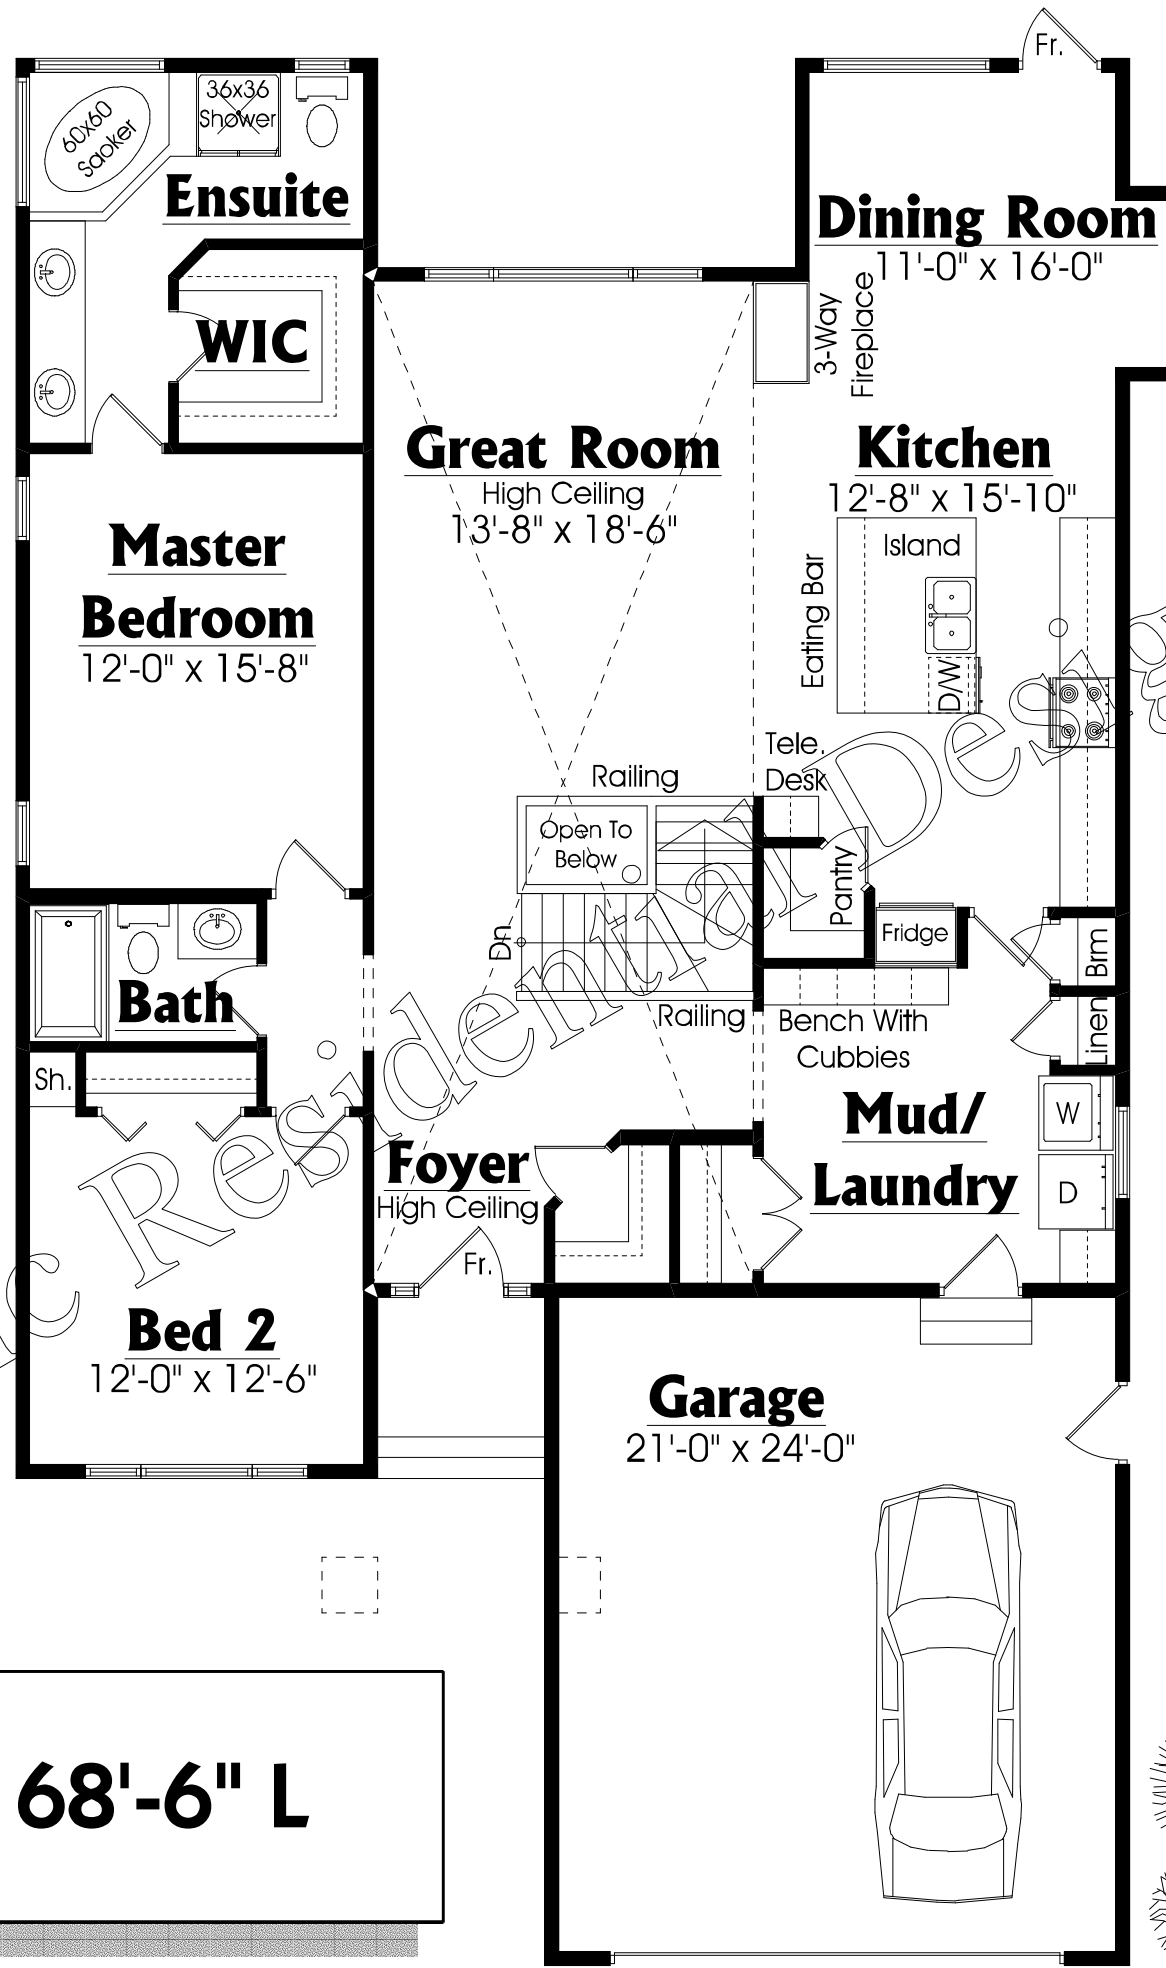 Fr.
36x36
Shower
60x60
Saoker
Ensuite
Dining Room
11'-0" x 16'-0"
3-Way
Fireplace
WIC
Great Room
High Ceiling
13'-8" x 18'-6"
Kitchen
12'-8" x 15'-10"
Island
Eating Bar
D/W
Master
Bedroom
12'-0" x 15'-8"
Tele.
Desk
Railing
Open To
Below
Pantry
Fridge
Dn
Brm
Bath
Railing
Bench With
Cubbies
Linen
Sh.
Mud/
Laundry
W
D
Foyer
High Ceiling
Fr.
Bed 2
12'-0" x 12'-6"
Garage
21'-0" x 24'-0"
68'-6" L
c Residential Desig